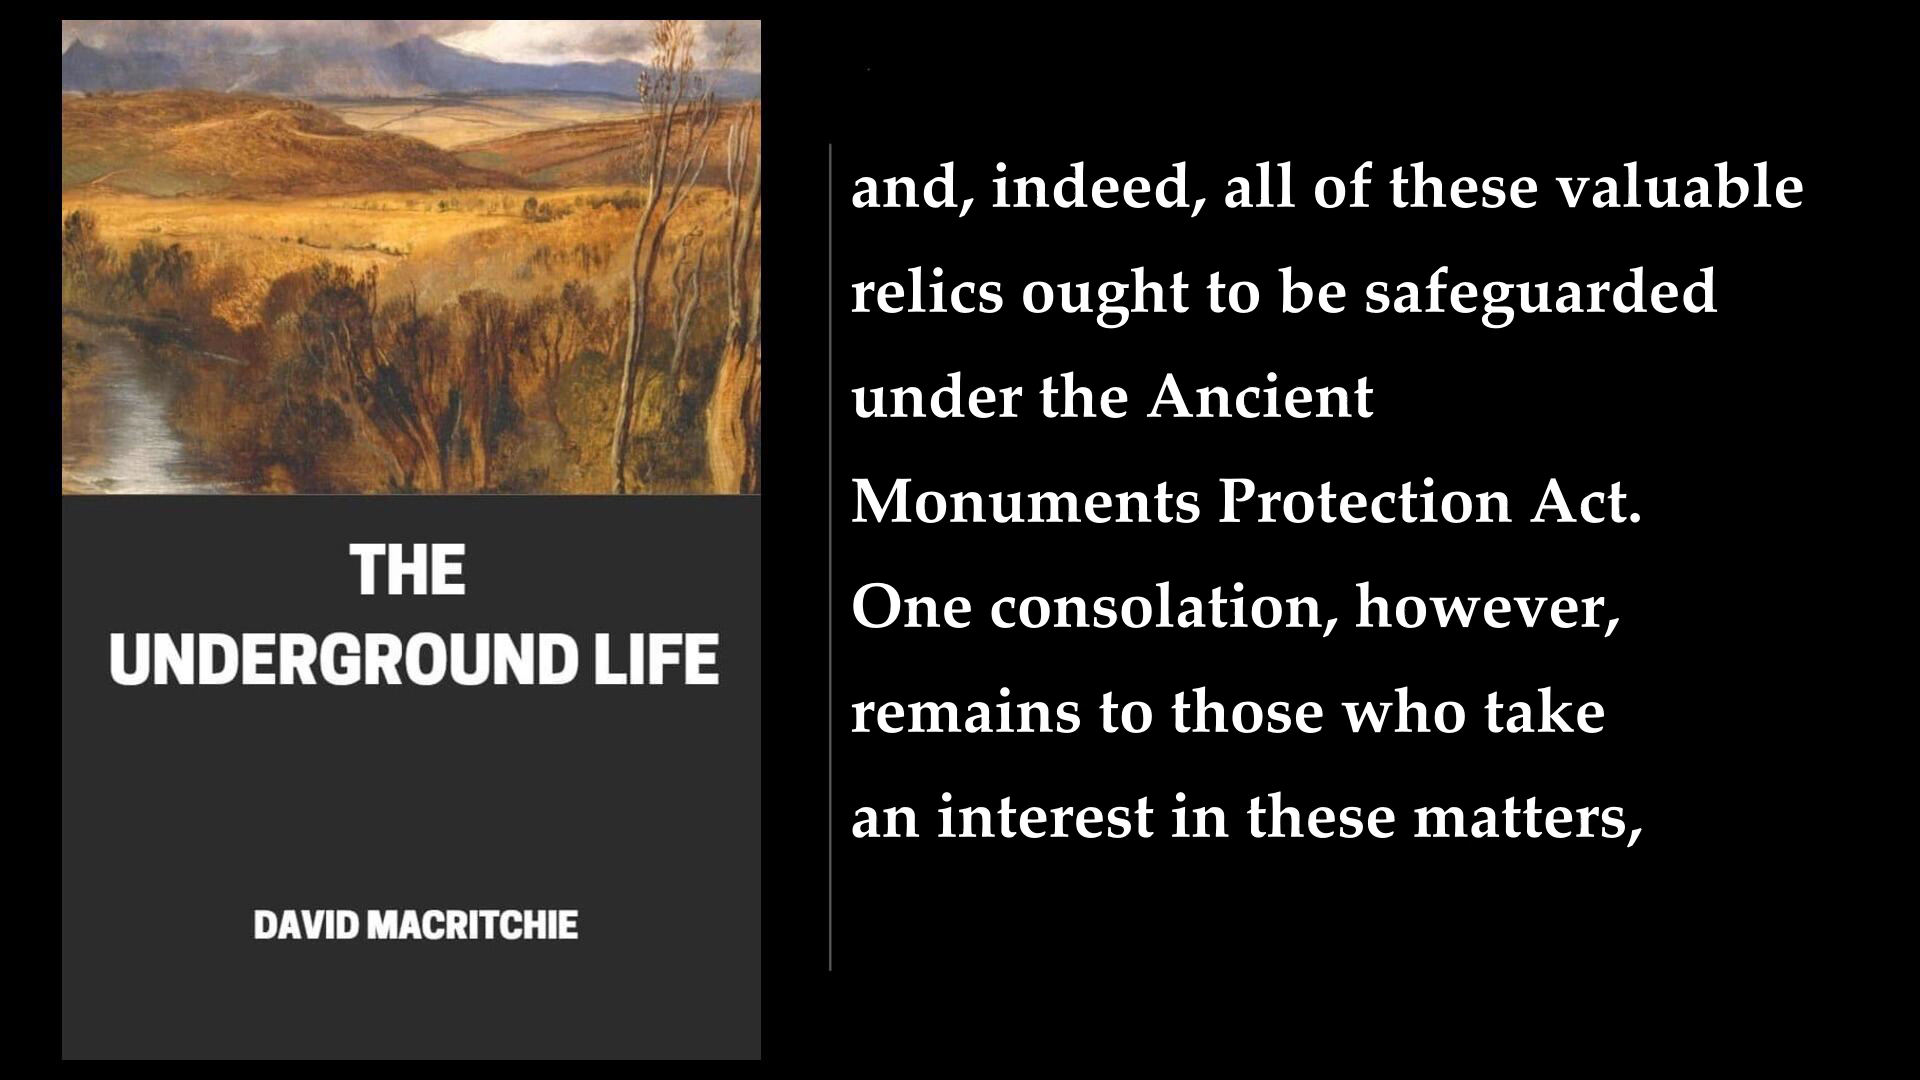 THE
UNDERGROUND LIFE
DAVID MACRITCHIE
and, indeed, all of these valuable
relics ought to be safeguarded
under the Ancient
Monuments Protection Act.
One consolation, however,
remains to those who take
an interest in these matters,